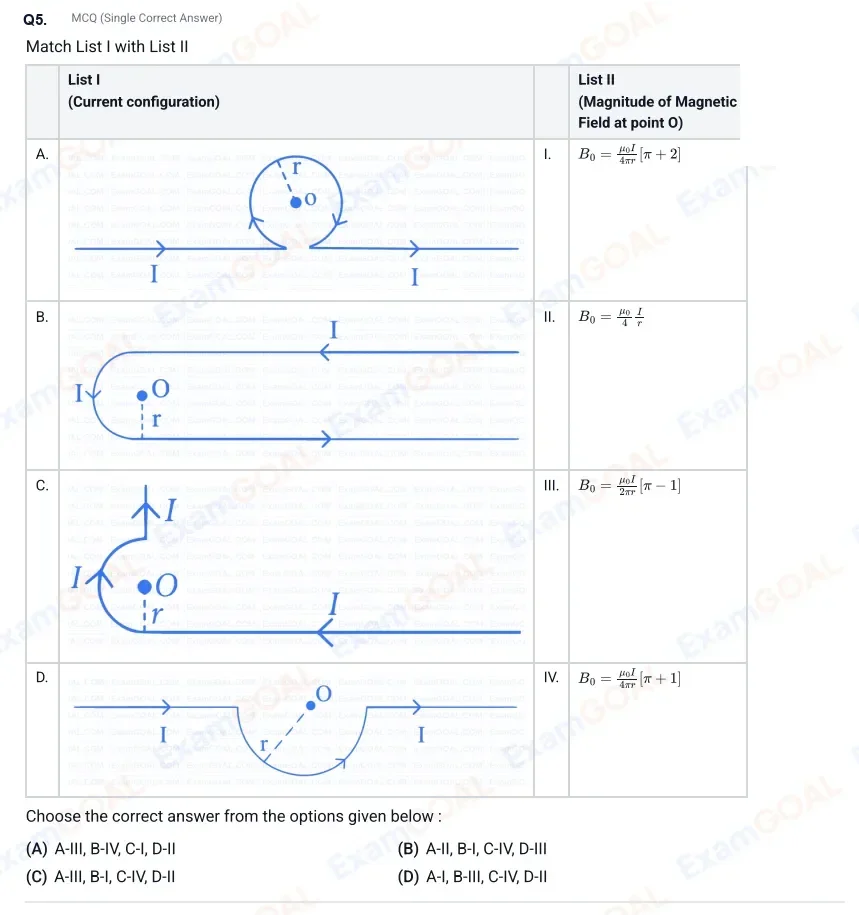 Q5. MCQ (Single Correct Answer)
Match List I with List II
List I
(Current configuration)
List II
(Magnitude of Magnetic
Field at point O)
A.
r
o
I
I
I. B₀ = μ₀I/4πr [π + 2]
B.
I
I
O
r
II. B₀ = μ₀/4 I/r
C.
I
I
O
r
I
III. B₀ = μ₀I/2πr [π − 1]
D.
O
I
r
I
IV. B₀ = μ₀I/4πr [π + 1]
Choose the correct answer from the options given below :
(A) A-III, B-IV, C-I, D-II
(B) A-II, B-I, C-IV, D-III
(C) A-III, B-I, C-IV, D-II
(D) A-I, B-III, C-IV, D-II
ExamGOAL